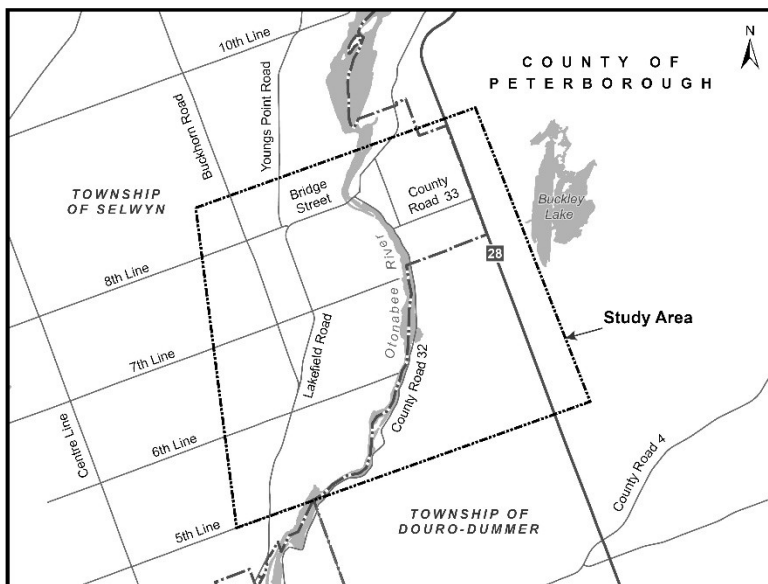 10th Line
N
COUNTY OF
PETERBOROUGH
Buckhorn Road
Youngs Point Road
TOWNSHIP
OF SELWYN
Bridge
Street
County
Road 33
Buckley
Lake
8th Line
Otonabee River
28
Study Area
7th Line
Lakefield Road
County Road 32
6th Line
Centre Line
County Road 4
TOWNSHIP OF
DOURO-DUMMER
5th Line